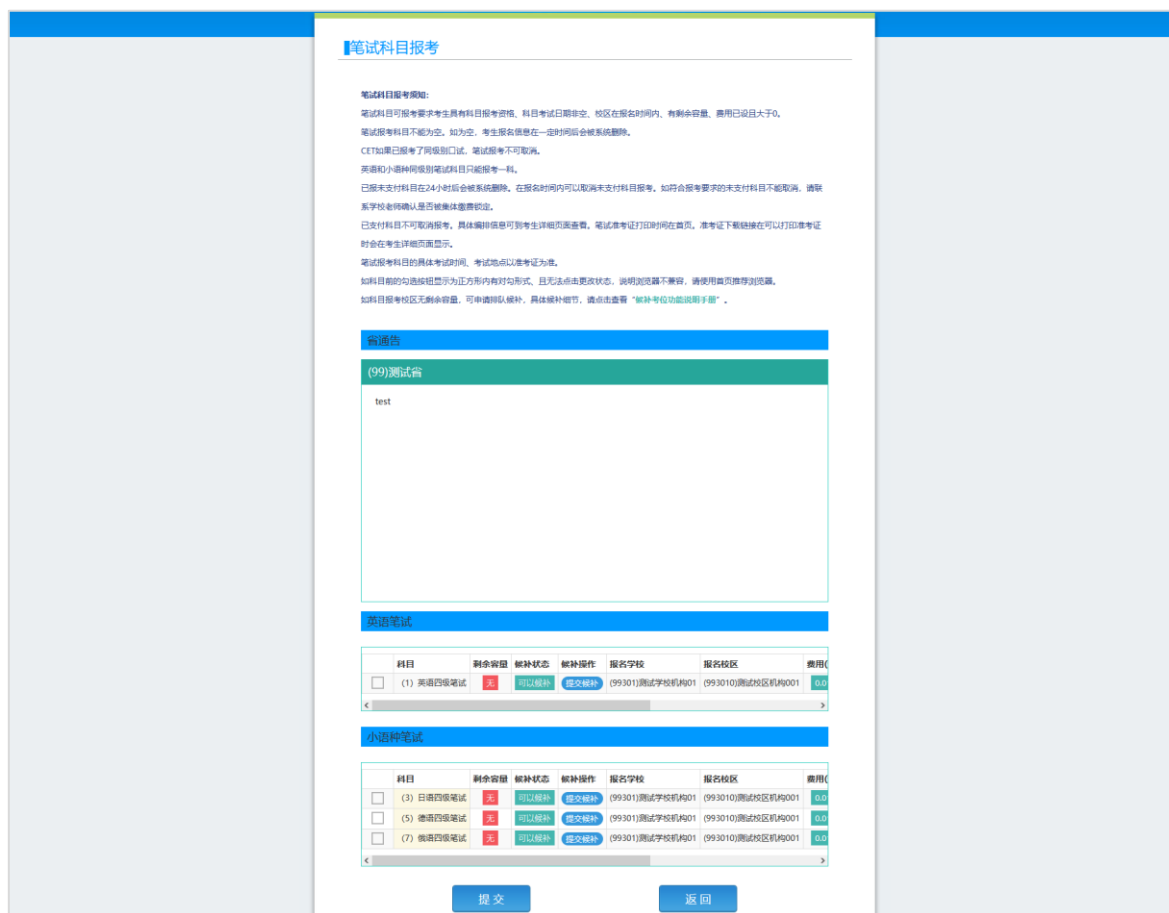 笔试科目报考
笔试科目报考须知:
笔试科目可报考要求考生具有科目报考资格、科目考试日期非空、校区在报名时间内、有剩余容量、费用已设且大于0。
笔试报考科目不能为空。如为空，考生报名信息在一定时间后会被系统删除。
CET如果已报考了同级别口试，笔试报考不可取消。
英语和小语种同级别笔试科目只能报考一科。
已报未支付科目在24小时后会被系统删除。在报名时间内可以取消未支付科目报考。如符合报考要求的未支付科目不能取消，请联
系学校老师确认是否被集体缴费锁定。
已支付科目不可取消报考。具体编排信息可到考生详细页面查看。笔试准考证打印时间在首页。准考证下载链接在可以打印准考证
时会在考生详细页面显示。
笔试报考科目的具体考试时间、考试地点以准考证为准。
如科目前的勾选按钮显示为正方形内有对勾形式、且无法点击更改状态，说明浏览器不兼容，请使用首页推荐浏览器。
如科目报考校区无剩余容量，可申请排队候补，具体候补细节，请点击查看“候补考位功能说明手册”。
省通告
(99)测试省
test
英语笔试
科目 剩余容量 候补状态 候补操作 报名学校 报名校区 费用(
(1) 英语四级笔试 无 可以候补 提交候补 (99301)测试学校机构01 (993010)测试校区机构001 0.0
小语种笔试
科目 剩余容量 候补状态 候补操作 报名学校 报名校区 费用(
(3) 日语四级笔试 无 可以候补 提交候补 (99301)测试学校机构01 (993010)测试校区机构001 0.0
(5) 德语四级笔试 无 可以候补 提交候补 (99301)测试学校机构01 (993010)测试校区机构001 0.0
(7) 俄语四级笔试 无 可以候补 提交候补 (99301)测试学校机构01 (993010)测试校区机构001 0.0
提 交 返 回